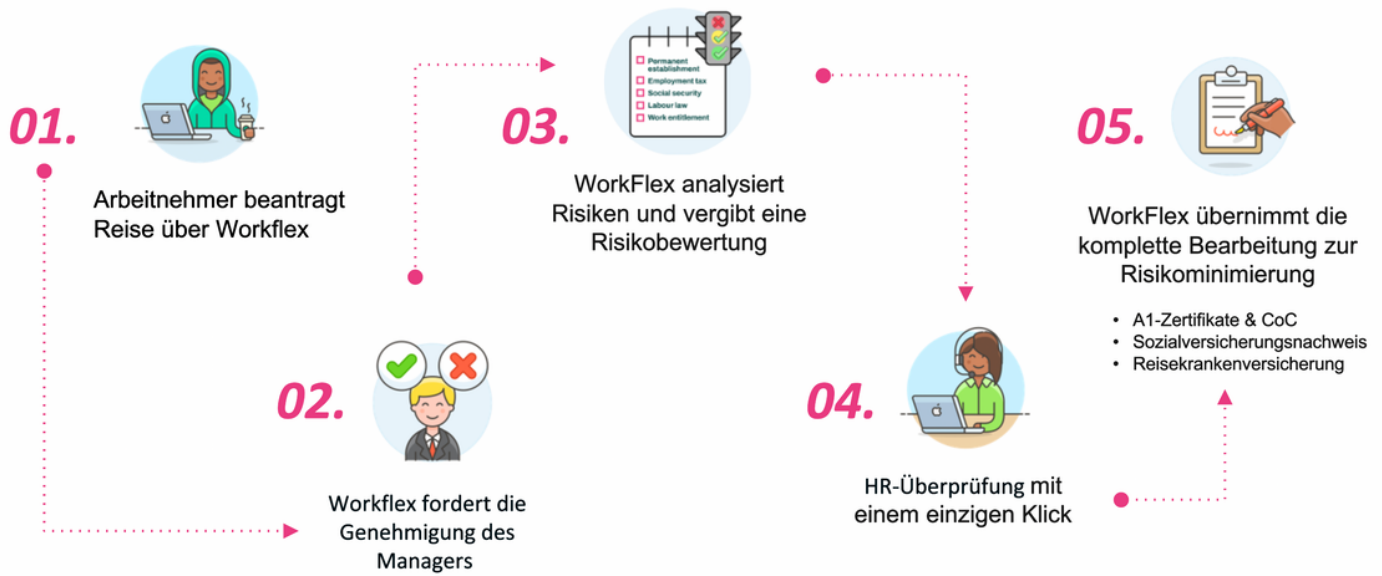 01.
Arbeitnehmer beantragt
Reise über Workflex
02.
Workflex fordert die
Genehmigung des
Managers
03.
Permanent
establishment
Employment tax
Social security
Labour law
Work entitlement
WorkFlex analysiert
Risiken und vergibt eine
Risikobewertung
04.
HR-Überprüfung mit
einem einzigen Klick
05.
WorkFlex übernimmt die
komplette Bearbeitung zur
Risikominimierung
• A1-Zertifikate & CoC
• Sozialversicherungsnachweis
• Reisekrankenversicherung